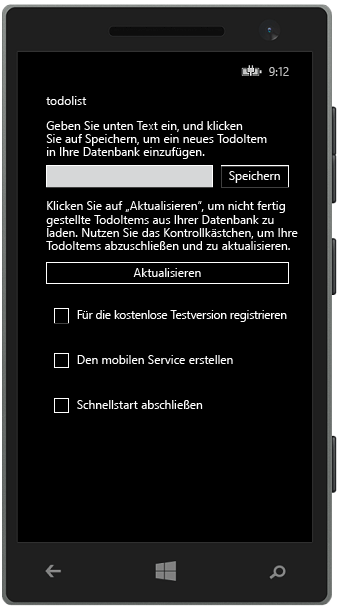 9:12
todolist
Geben Sie unten Text ein, und klicken
Sie auf Speichern, um ein neues TodoItem
in Ihre Datenbank einzufügen.
Speichern
Klicken Sie auf „Aktualisieren“, um nicht fertig
gestellte TodoItems aus Ihrer Datenbank zu
laden. Nutzen Sie das Kontrollkästchen, um Ihre
TodoItems abzuschließen und zu aktualisieren.
Aktualisieren
Für die kostenlose Testversion registrieren
Den mobilen Service erstellen
Schnellstart abschließen